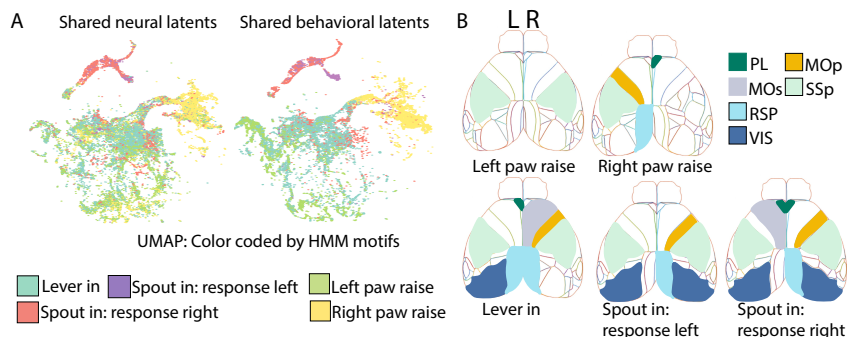 A
Shared neural latents
Shared behavioral latents
UMAP: Color coded by HMM motifs
Lever in
Spout in: response left
Left paw raise
Spout in: response right
Right paw raise
B
L R
PL
MOp
MOs
SSp
RSP
VIS
Left paw raise
Right paw raise
Lever in
Spout in:
response left
Spout in:
response right